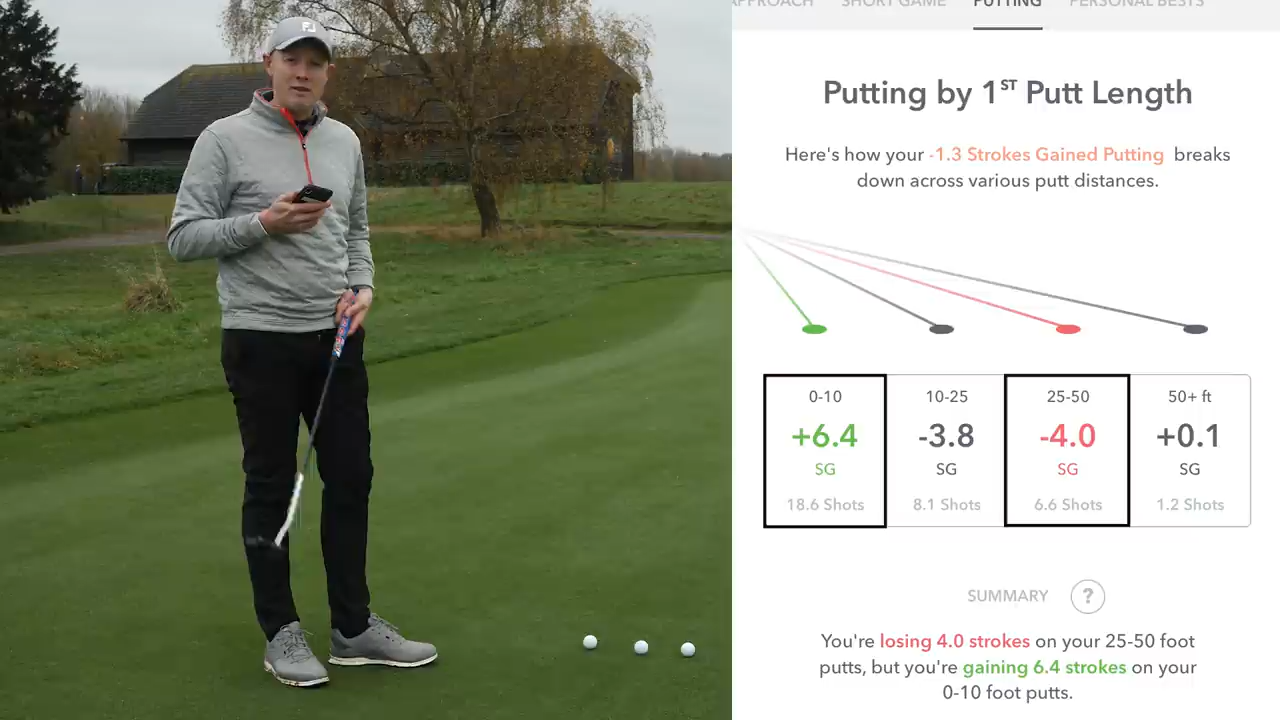 FJ
APPROACH SHORT GAME PUTTING PERSONAL BESTS
Putting by 1ST Putt Length
Here's how your -1.3 Strokes Gained Putting breaks
down across various putt distances.
0-10 10-25 25-50 50+ ft
+6.4 -3.8 -4.0 +0.1
SG SG SG SG
18.6 Shots 8.1 Shots 6.6 Shots 1.2 Shots
SUMMARY ?
You're losing 4.0 strokes on your 25-50 foot
putts, but you're gaining 6.4 strokes on your
0-10 foot putts.